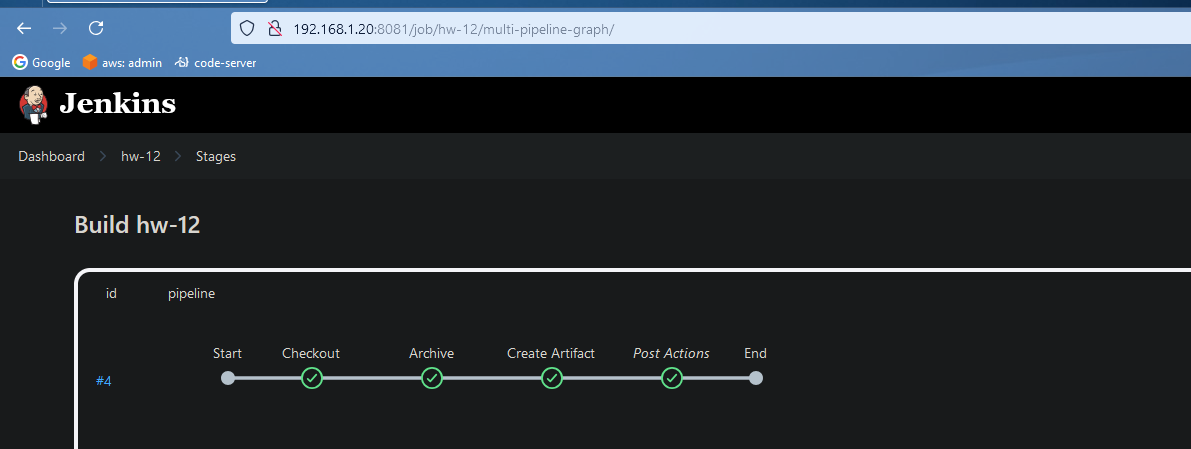 192.168.1.20:8081/job/hw-12/multi-pipeline-graph/
Google aws: admin code-server
Jenkins
Dashboard hw-12 Stages
Build hw-12
id pipeline
Start Checkout Archive Create Artifact Post Actions End
#4